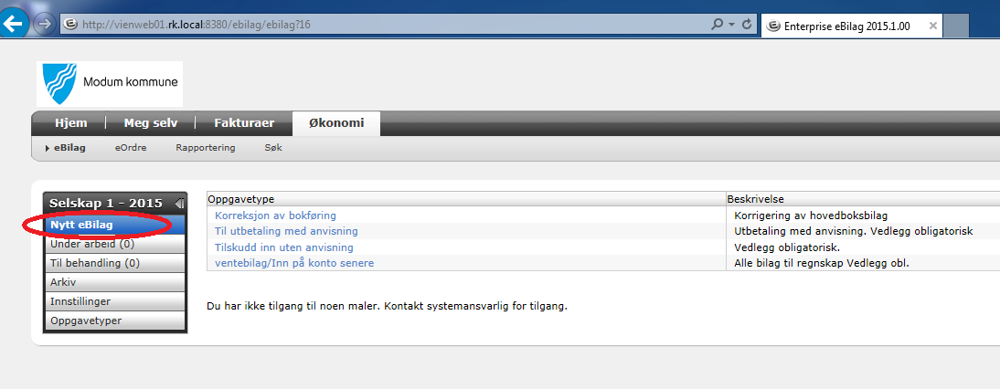 http://vienweb01.rk.local:8380/ebilag/ebilag?16
Enterprise eBilag 2015.1.00
Modum kommune
Hjem Meg selv Fakturaer Økonomi
eBilag eOrdre Rapportering Søk
Selskap 1 - 2015
Nytt eBilag
Under arbeid (0)
Til behandling (0)
Arkiv
Innstillinger
Oppgavetyper
Oppgavetype Beskrivelse
Korreksjon av bokføring Korrigering av hovedboksbilag
Til utbetaling med anvisning Utbetaling med anvisning. Vedlegg obligatorisk
Tilskudd inn uten anvisning Vedlegg obligatorisk.
ventebilag/Inn på konto senere Alle bilag til regnskap Vedlegg obl.
Du har ikke tilgang til noen maler. Kontakt systemansvarlig for tilgang.